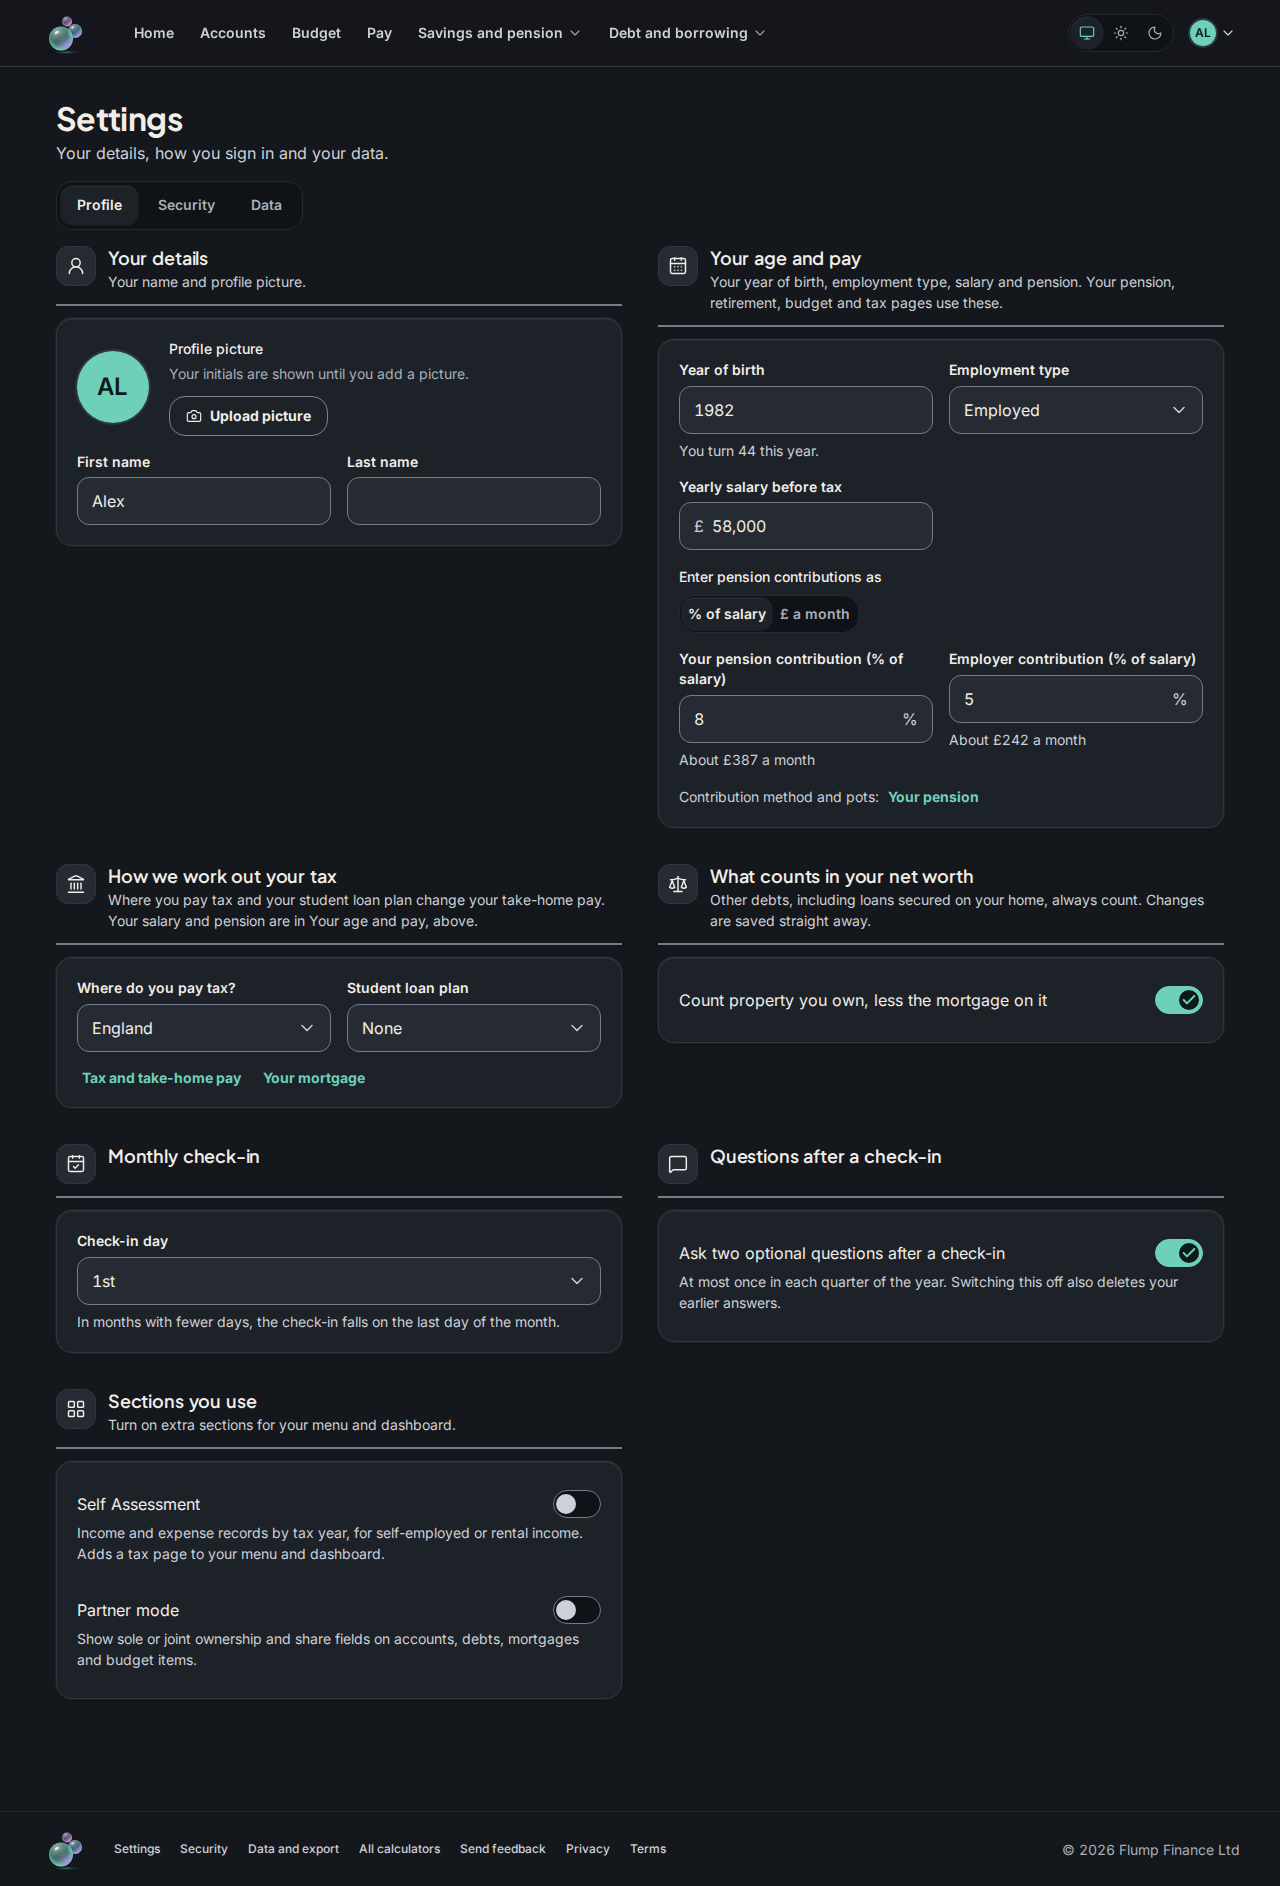 Home
Accounts
Budget
Pay
Savings and pension
Debt and borrowing
AL
Settings
Your details, how you sign in and your data.
Profile
Security
Data
Your details
Your name and profile picture.
AL
Profile picture
Your initials are shown until you add a picture.
Upload picture
First name
Last name
Alex
Your age and pay
Your year of birth, employment type, salary and pension. Your pension,
retirement, budget and tax pages use these.
Year of birth
Employment type
1982
Employed
You turn 44 this year.
Yearly salary before tax
£ 58,000
Enter pension contributions as
% of salary
£ a month
Your pension contribution (% of
salary)
Employer contribution (% of salary)
8 %
5 %
About £387 a month
About £242 a month
Contribution method and pots: Your pension
How we work out your tax
Where you pay tax and your student loan plan change your take-home pay.
Your salary and pension are in Your age and pay, above.
Where do you pay tax?
Student loan plan
England
None
Tax and take-home pay
Your mortgage
What counts in your net worth
Other debts, including loans secured on your home, always count. Changes
are saved straight away.
Count property you own, less the mortgage on it
Monthly check-in
Check-in day
1st
In months with fewer days, the check-in falls on the last day of the month.
Questions after a check-in
Ask two optional questions after a check-in
At most once in each quarter of the year. Switching this off also deletes your
earlier answers.
Sections you use
Turn on extra sections for your menu and dashboard.
Self Assessment
Income and expense records by tax year, for self-employed or rental income.
Adds a tax page to your menu and dashboard.
Partner mode
Show sole or joint ownership and share fields on accounts, debts, mortgages
and budget items.
Settings
Security
Data and export
All calculators
Send feedback
Privacy
Terms
© 2026 Flump Finance Ltd